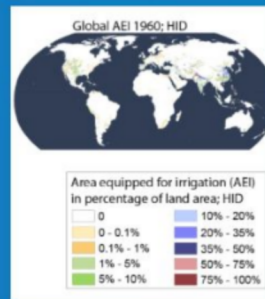 Global AEI 1960; HID
Area equipped for irrigation (AEI)
in percentage of land area; HID
0
0 - 0.1%
0.1% - 1%
1% - 5%
5% - 10%
10% - 20%
20% - 35%
35% - 50%
50% - 75%
75% - 100%